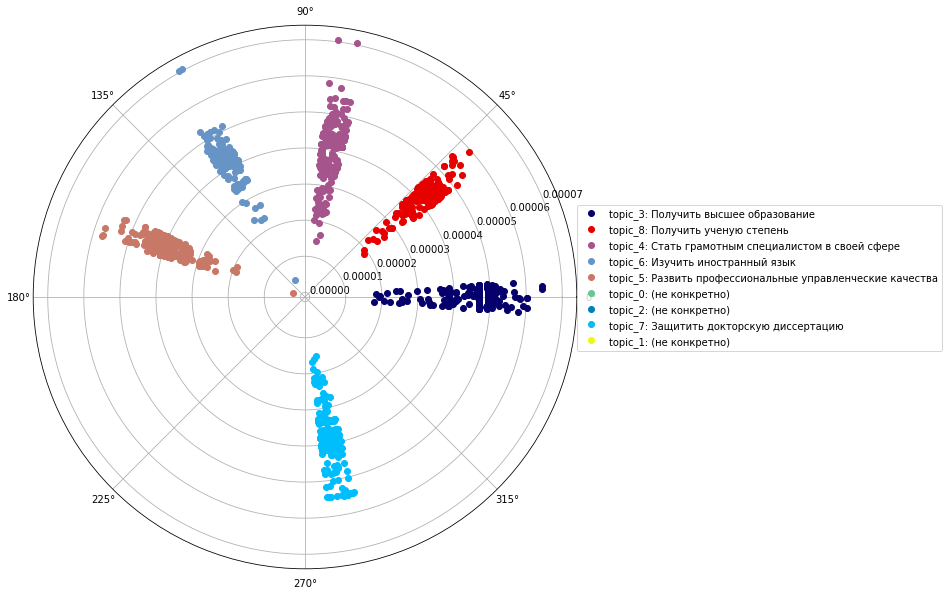 90°
135°
45°
0.00007
0.00006
0.00005
0.00004
0.00003
0.00002
0.00001
0.00000
180°
225°
315°
270°
topic_3: Получить высшее образование
topic_8: Получить ученую степень
topic_4: Стать грамотным специалистом в своей сфере
topic_6: Изучить иностранный язык
topic_5: Развить профессиональные управленческие качества
topic_0: (не конкретно)
topic_2: (не конкретно)
topic_7: Защитить докторскую диссертацию
topic_1: (не конкретно)